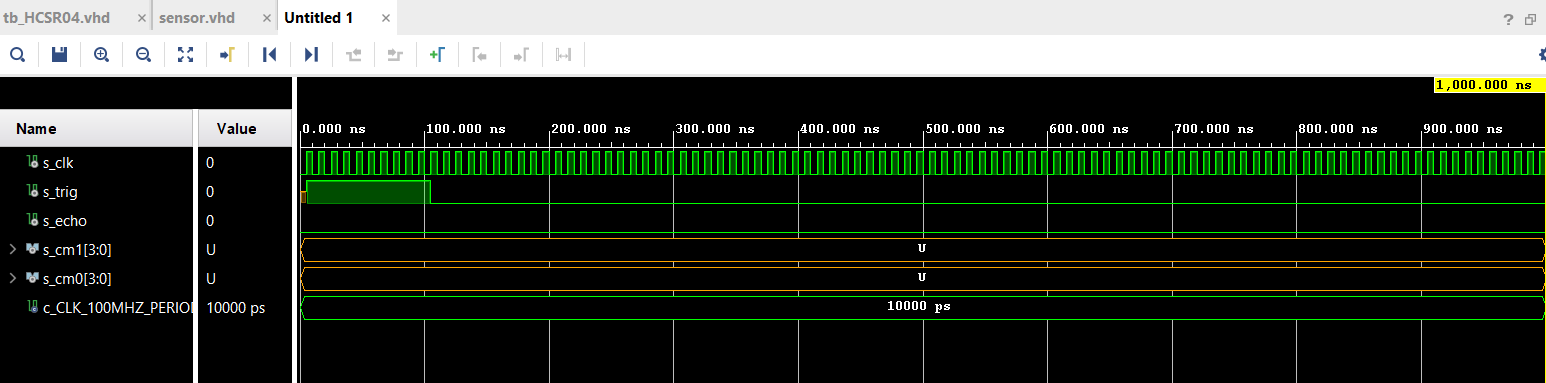 tb_HCSR04.vhd × sensor.vhd × Untitled 1 ×
?
1,000.000 ns
Name Value
0.000 ns 100.000 ns 200.000 ns 300.000 ns 400.000 ns 500.000 ns 600.000 ns 700.000 ns 800.000 ns 900.000 ns
s_clk 0
s_trig 0
s_echo 0
s_cm1[3:0] U U
s_cm0[3:0] U U
c_CLK_100MHZ_PERIO 10000 ps 10000 ps